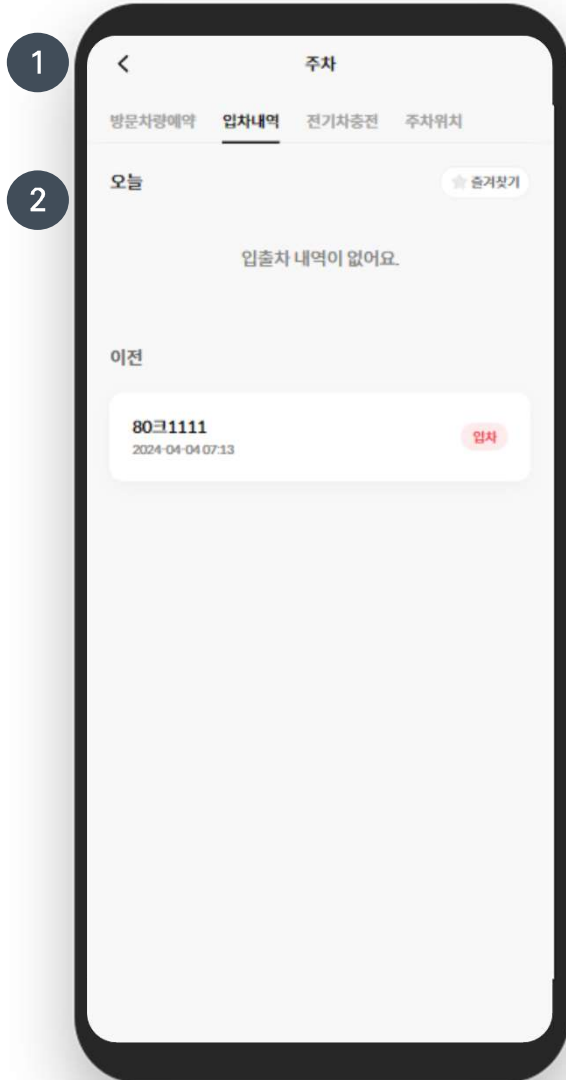 1
주차
방문차량예약 입차내역 전기차충전 주차위치
2
오늘
즐겨찾기
입출차 내역이 없어요.
이전
80크1111
입차
2024-04-04 07:13